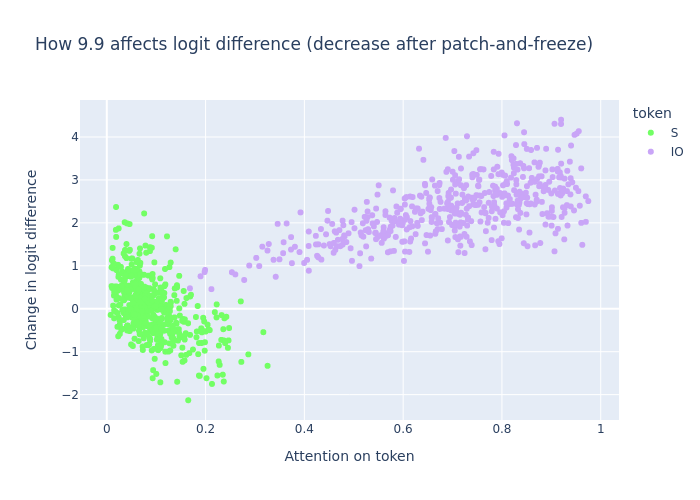 How 9.9 affects logit difference (decrease after patch-and-freeze)
token
S
IO
Change in logit difference
4
3
2
1
0
−1
−2
0
0.2
0.4
0.6
0.8
1
Attention on token